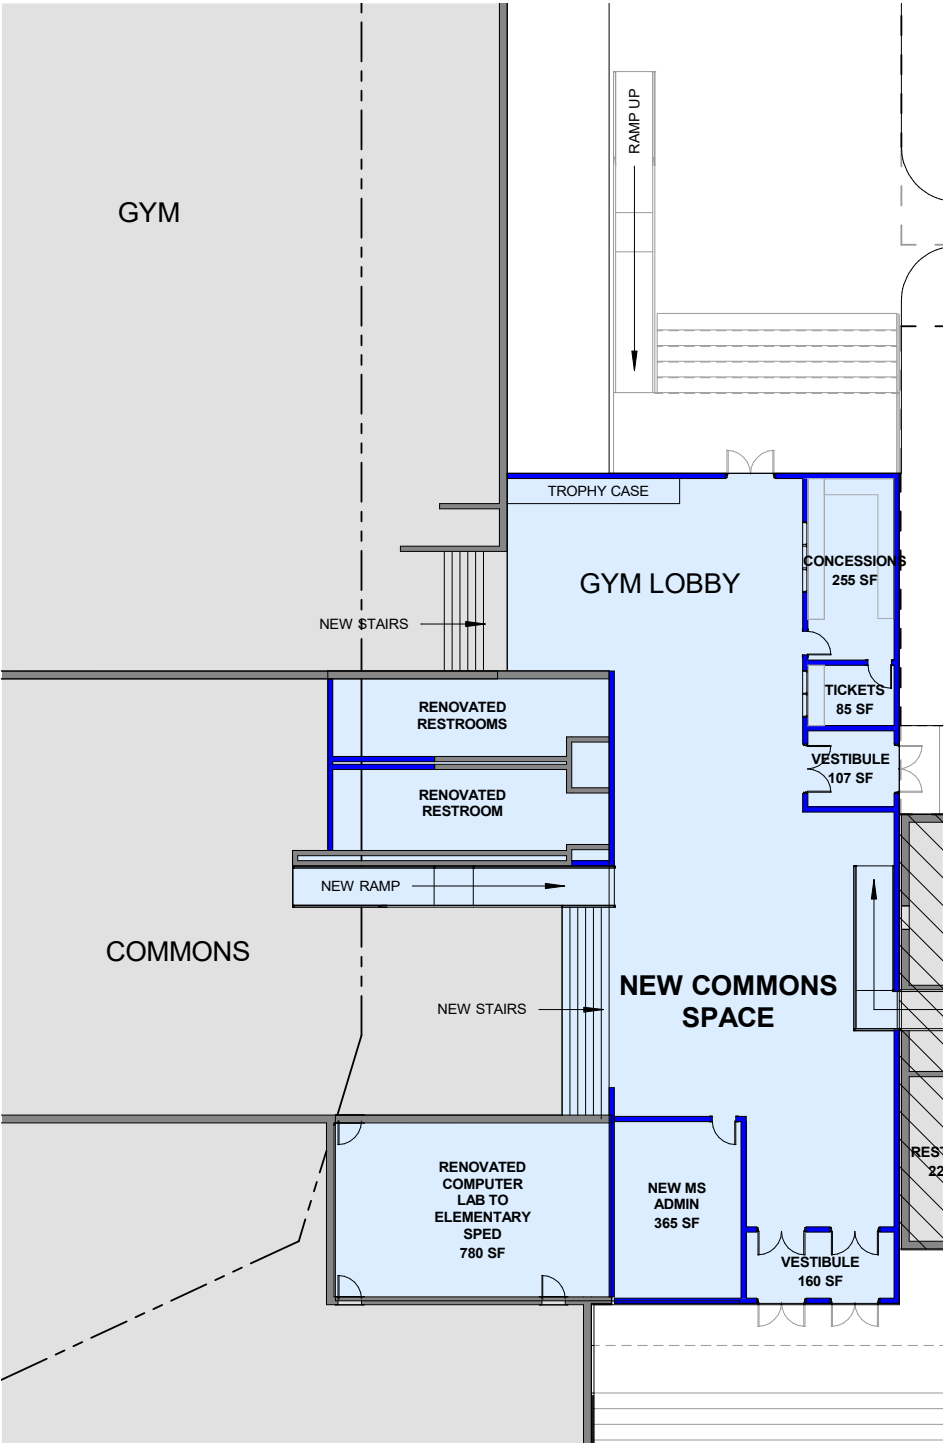 RAMP UP
GYM
TROPHY CASE
CONCESSIONS
255 SF
GYM LOBBY
NEW STAIRS
TICKETS
85 SF
RENOVATED
RESTROOMS
VESTIBULE
107 SF
RENOVATED
RESTROOM
NEW RAMP
COMMONS
NEW COMMONS
SPACE
NEW STAIRS
REST
22
RENOVATED
COMPUTER
LAB TO
ELEMENTARY
SPED
780 SF
NEW MS
ADMIN
365 SF
VESTIBULE
160 SF